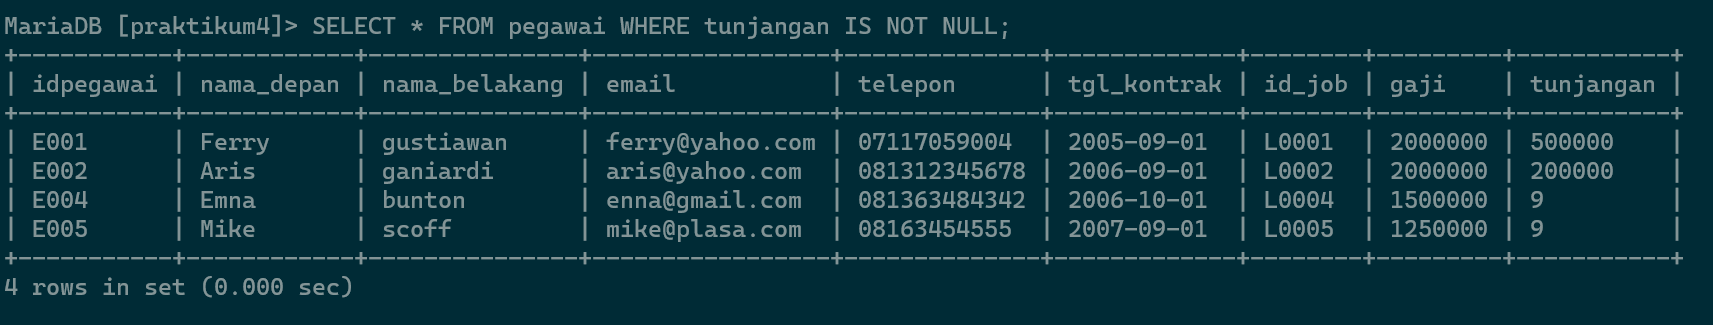 MariaDB [praktikum4]> SELECT * FROM pegawai WHERE tunjangan IS NOT NULL;
+-----------+------------+---------------+-----------------+--------------+-------------+--------+---------+-----------+
| idpegawai | nama_depan | nama_belakang | email           | telepon      | tgl_kontrak | id_job | gaji    | tunjangan |
+-----------+------------+---------------+-----------------+--------------+-------------+--------+---------+-----------+
| E001      | Ferry      | gustiawan     | ferry@yahoo.com | 07117059004  | 2005-09-01  | L0001  | 2000000 | 500000    |
| E002      | Aris       | ganiardi      | aris@yahoo.com  | 081312345678 | 2006-09-01  | L0002  | 2000000 | 200000    |
| E004      | Emna       | bunton        | enna@gmail.com  | 081363484342 | 2006-10-01  | L0004  | 1500000 | 9         |
| E005      | Mike       | scoff         | mike@plasa.com  | 08163454555  | 2007-09-01  | L0005  | 1250000 | 9         |
+-----------+------------+---------------+-----------------+--------------+-------------+--------+---------+-----------+
4 rows in set (0.000 sec)